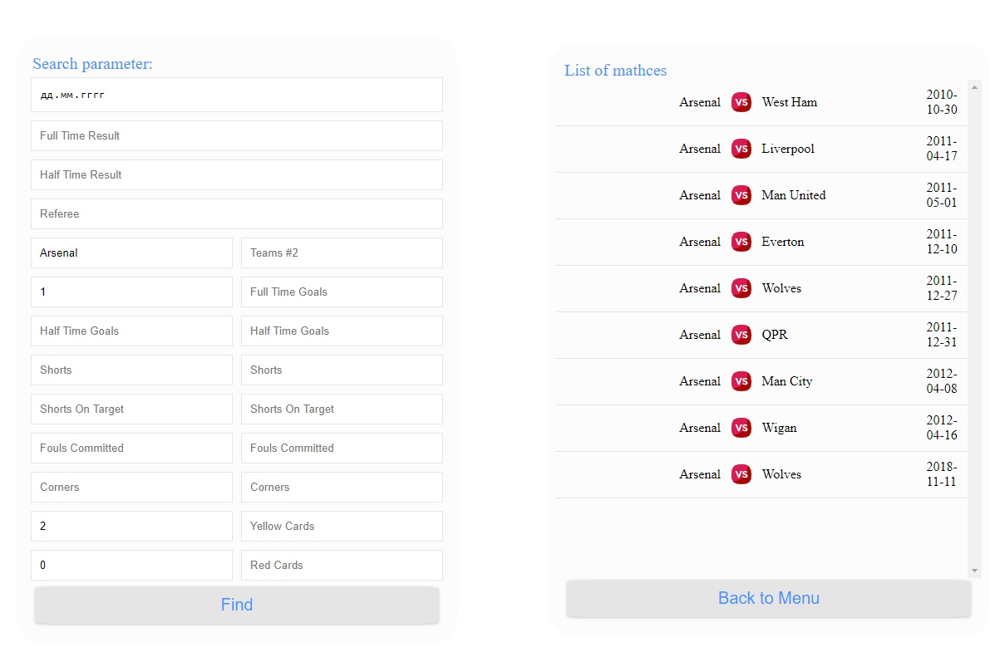 Search parameter:
дд.мм.гггг
Full Time Result
Half Time Result
Referee
Arsenal Teams #2
1 Full Time Goals
Half Time Goals Half Time Goals
Shorts Shorts
Shorts On Target Shorts On Target
Fouls Committed Fouls Committed
Corners Corners
2 Yellow Cards
0 Red Cards
Find
List of mathces
Arsenal VS West Ham 2010-
10-30
Arsenal VS Liverpool 2011-
04-17
Arsenal VS Man United 2011-
05-01
Arsenal VS Everton 2011-
12-10
Arsenal VS Wolves 2011-
12-27
Arsenal VS QPR 2011-
12-31
Arsenal VS Man City 2012-
04-08
Arsenal VS Wigan 2012-
04-16
Arsenal VS Wolves 2018-
11-11
Back to Menu